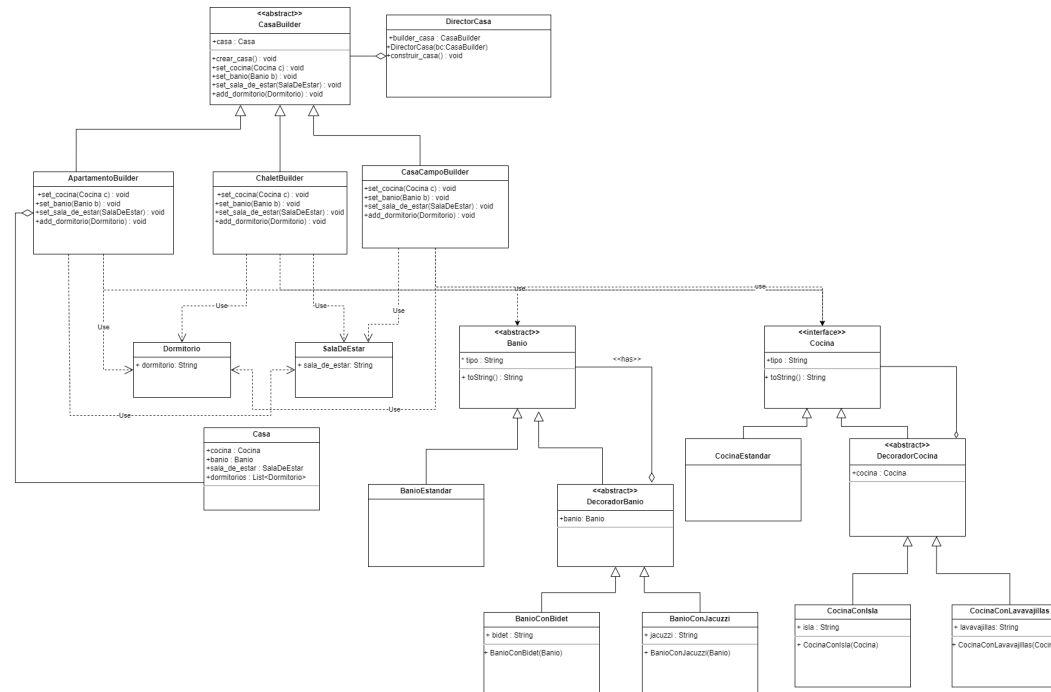 <<abstract>>
CasaBuilder
+casa : Casa
+crear_casa() : void
+set_cocina(Cocina c) : void
+set_banio(Banio b) : void
+set_sala_de_estar(SalaDeEstar) : void
+add_dormitorio(Dormitorio) : void
DirectorCasa
+builder_casa : CasaBuilder
+DirectorCasa(bc:CasaBuilder)
+construir_casa() : void
ApartamentoBuilder
+set_cocina(Cocina c) : void
+set_banio(Banio b) : void
+set_sala_de_estar(SalaDeEstar) : void
+add_dormitorio(Dormitorio) : void
ChaletBuilder
+set_cocina(Cocina c) : void
+set_banio(Banio b) : void
+set_sala_de_estar(SalaDeEstar) : void
+add_dormitorio(Dormitorio) : void
CasaCampoBuilder
+set_cocina(Cocina c) : void
+set_banio(Banio b) : void
+set_sala_de_estar(SalaDeEstar) : void
+add_dormitorio(Dormitorio) : void
use
use
Use
Use
Use
Use
Use
Use
Dormitorio
+ dormitorio: String
SalaDeEstar
+ sala_de_estar: String
<<abstract>>
Banio
* tipo : String
+ toString() : String
<<has>>
<<interface>>
Cocina
+tipo : String
+ toString() : String
Casa
+cocina : Cocina
+banio : Banio
+sala_de_estar : SalaDeEstar
+dormitorios : List<Dormitorio>
BanioEstandar
<<abstract>>
DecoradorBanio
+banio: Banio
CocinaEstandar
<<abstract>>
DecoradorCocina
+cocina : Cocina
BanioConBidet
+ bidet : String
+ BanioConBidet(Banio)
BanioConJacuzzi
+ jacuzzi : String
+ BanioConJacuzzi(Banio)
CocinaConIsla
+ isla : String
+ CocinaConIsla(Cocina)
CocinaConLavavajillas
+ lavavajillas: String
+ CocinaConLavavajillas(Cocin